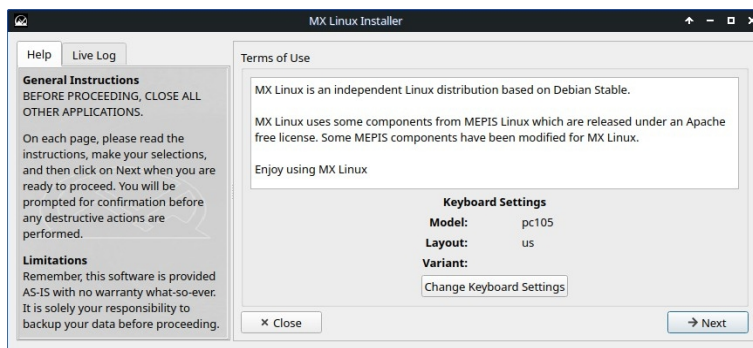 MX Linux Installer
Help
Live Log
General Instructions
BEFORE PROCEEDING, CLOSE ALL
OTHER APPLICATIONS.
On each page, please read the
instructions, make your selections,
and then click on Next when you are
ready to proceed. You will be
prompted for confirmation before
any destructive actions are
performed.
Limitations
Remember, this software is provided
AS-IS with no warranty what-so-ever.
It is solely your responsibility to
backup your data before proceeding.
Terms of Use
MX Linux is an independent Linux distribution based on Debian Stable.
MX Linux uses some components from MEPIS Linux which are released under an Apache
free license. Some MEPIS components have been modified for MX Linux.
Enjoy using MX Linux
Keyboard Settings
Model: pc105
Layout: us
Variant:
Change Keyboard Settings
Close
Next